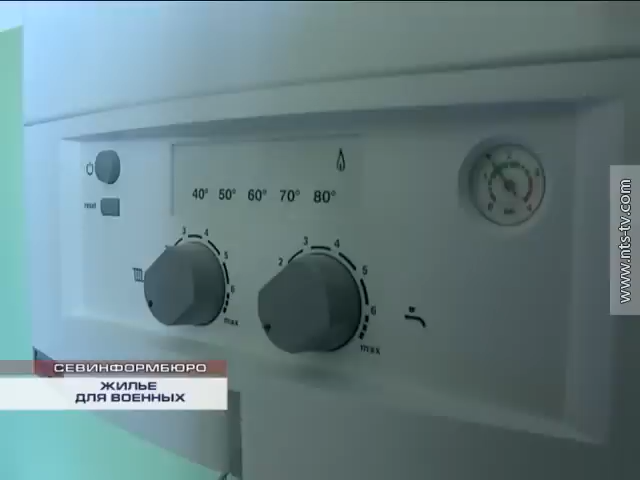 40° 50° 60° 70° 80°
reset
3 4 5 6 max
2 3 4 5 6 max
СЕВИНФОРМБЮРО
ЖИЛЬЕ
ДЛЯ ВОЕННЫХ
www.nts-tv.com